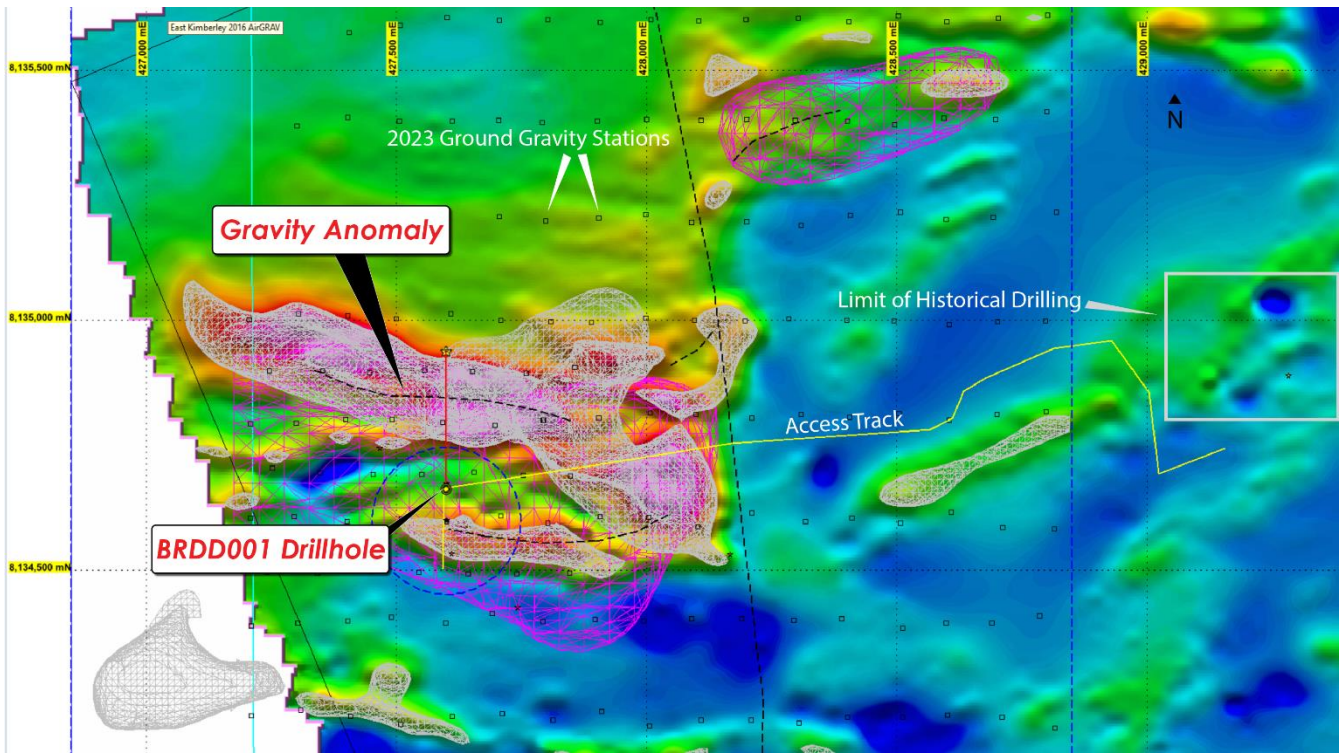 East Kimberley 2016 AirGRAV
427,000 mE
427,500 mE
428,000 mE
428,500 mE
429,000 mE
8,135,500 mN
N
2023 Ground Gravity Stations
Gravity Anomaly
Limit of Historical Drilling
8,135,000 mN
Access Track
BRDD001 Drillhole
8,134,500 mN